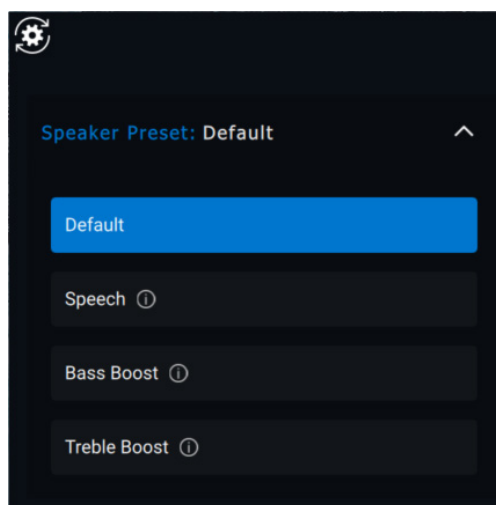 Speaker Preset: Default
Default
Speech
Bass Boost
Treble Boost